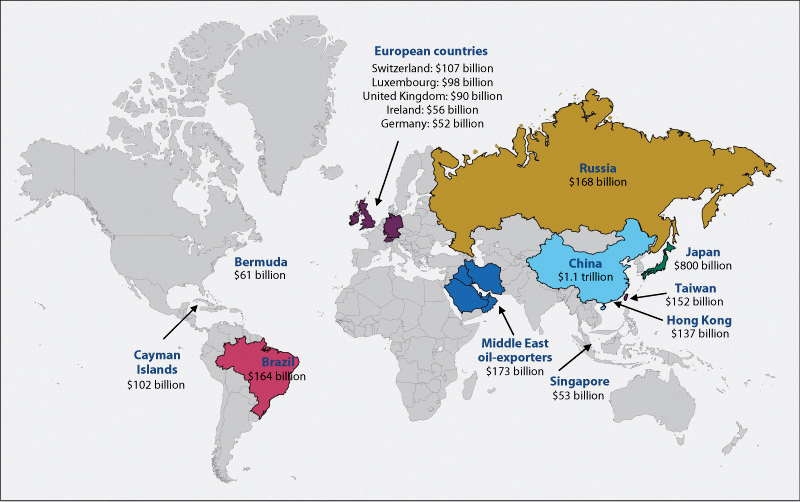 European countries
Switzerland: $107 billion
Luxembourg: $98 billion
United Kingdom: $90 billion
Ireland: $56 billion
Germany: $52 billion
Russia
$168 billion
Bermuda
$61 billion
China
$1.1 trillion
Japan
$800 billion
Taiwan
$152 billion
Hong Kong
$137 billion
Middle East
oil-exporters
$173 billion
Singapore
$53 billion
Cayman
Islands
$102 billion
Brazil
$164 billion